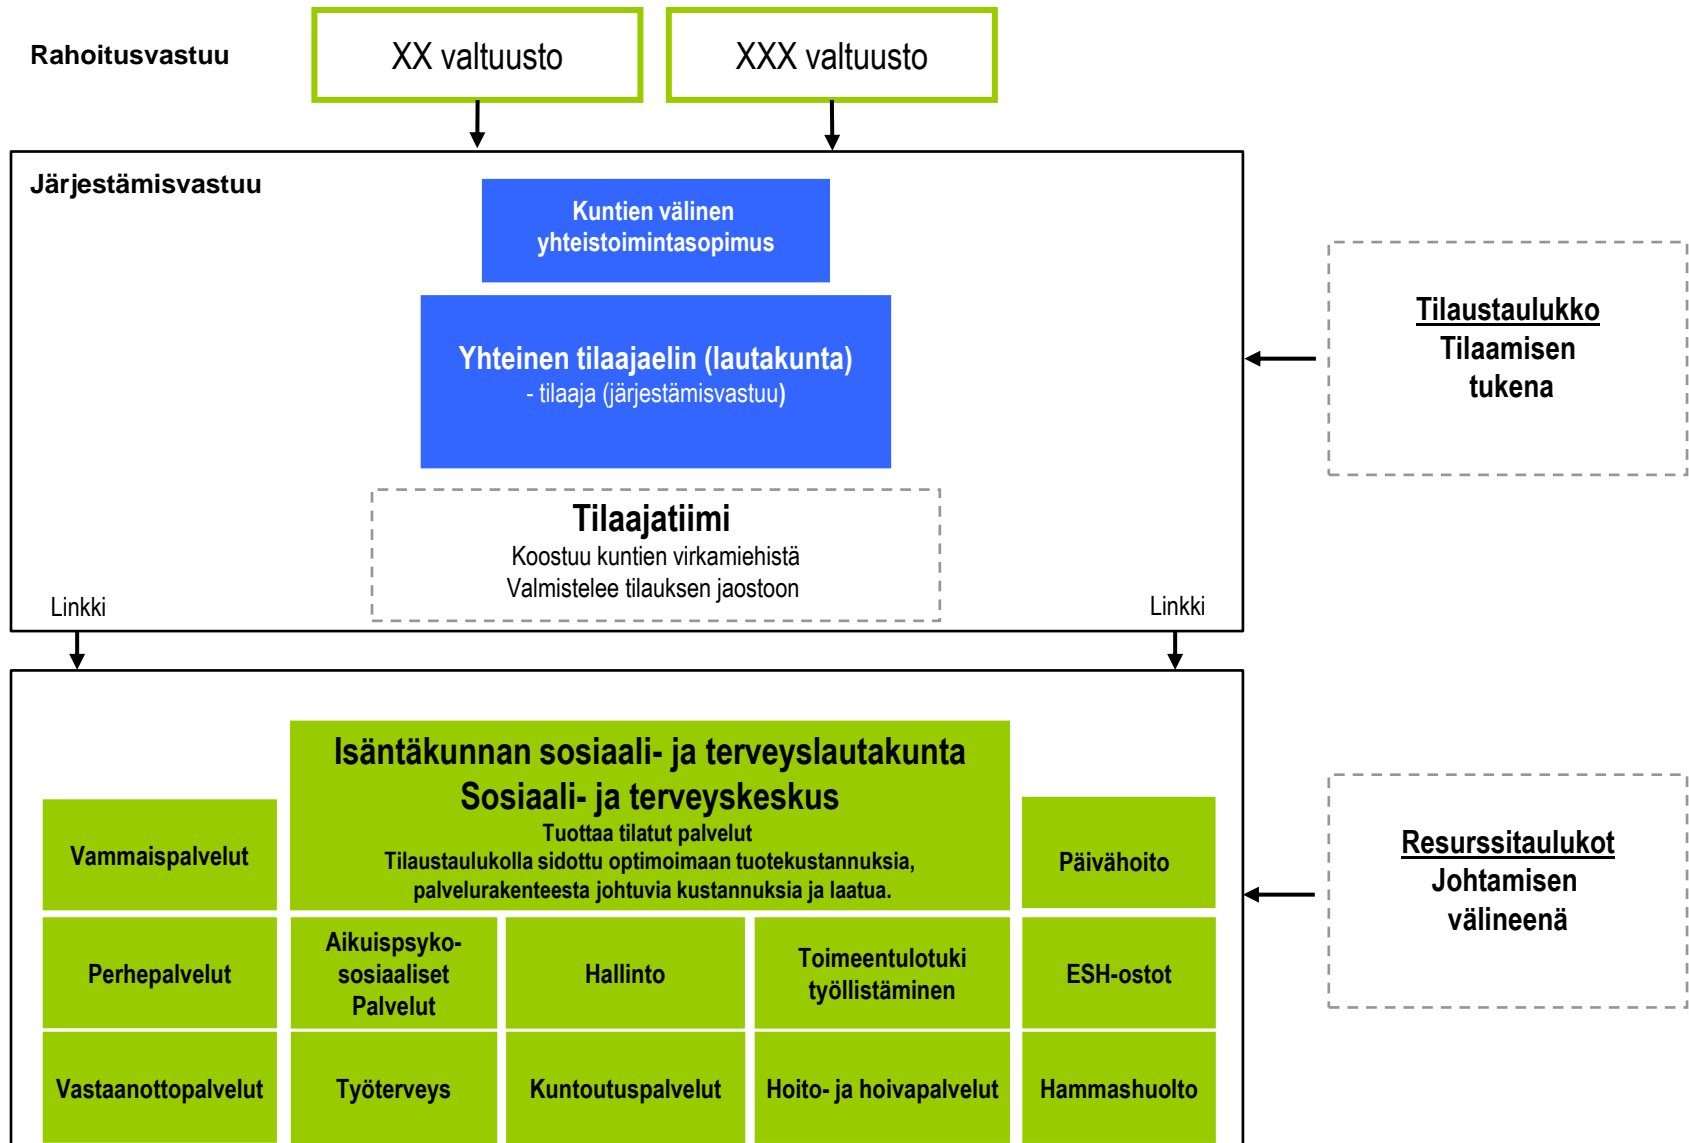 Rahoitusvastuu
XX valtuusto
XXX valtuusto
Järjestämisvastuu
Kuntien välinen
yhteistoimintasopimus
Yhteinen tilaajaelin (lautakunta)
- tilaaja (järjestämisvastuu)
Tilaustaulukko
Tilaamisen
tukena
Tilaajatiimi
Koostuu kuntien virkamiehistä
Valmistelee tilauksen jaostoon
Linkki
Linkki
Isäntäkunnan sosiaali- ja terveyslautakunta
Sosiaali- ja terveyskeskus
Tuottaa tilatut palvelut
Tilaustaulukolla sidottu optimoimaan tuotekustannuksia,
palvelurakenteesta johtuvia kustannuksia ja laatua.
Vammaispalvelut
Päivähoito
Resurssitaulukot
Johtamisen
välineenä
Perhepalvelut
Aikuispsyko-
sosiaaliset
Palvelut
Hallinto
Toimeentulotuki
työllistäminen
ESH-ostot
Vastaanottopalvelut
Työterveys
Kuntoutuspalvelut
Hoito- ja hoivapalvelut
Hammashuolto